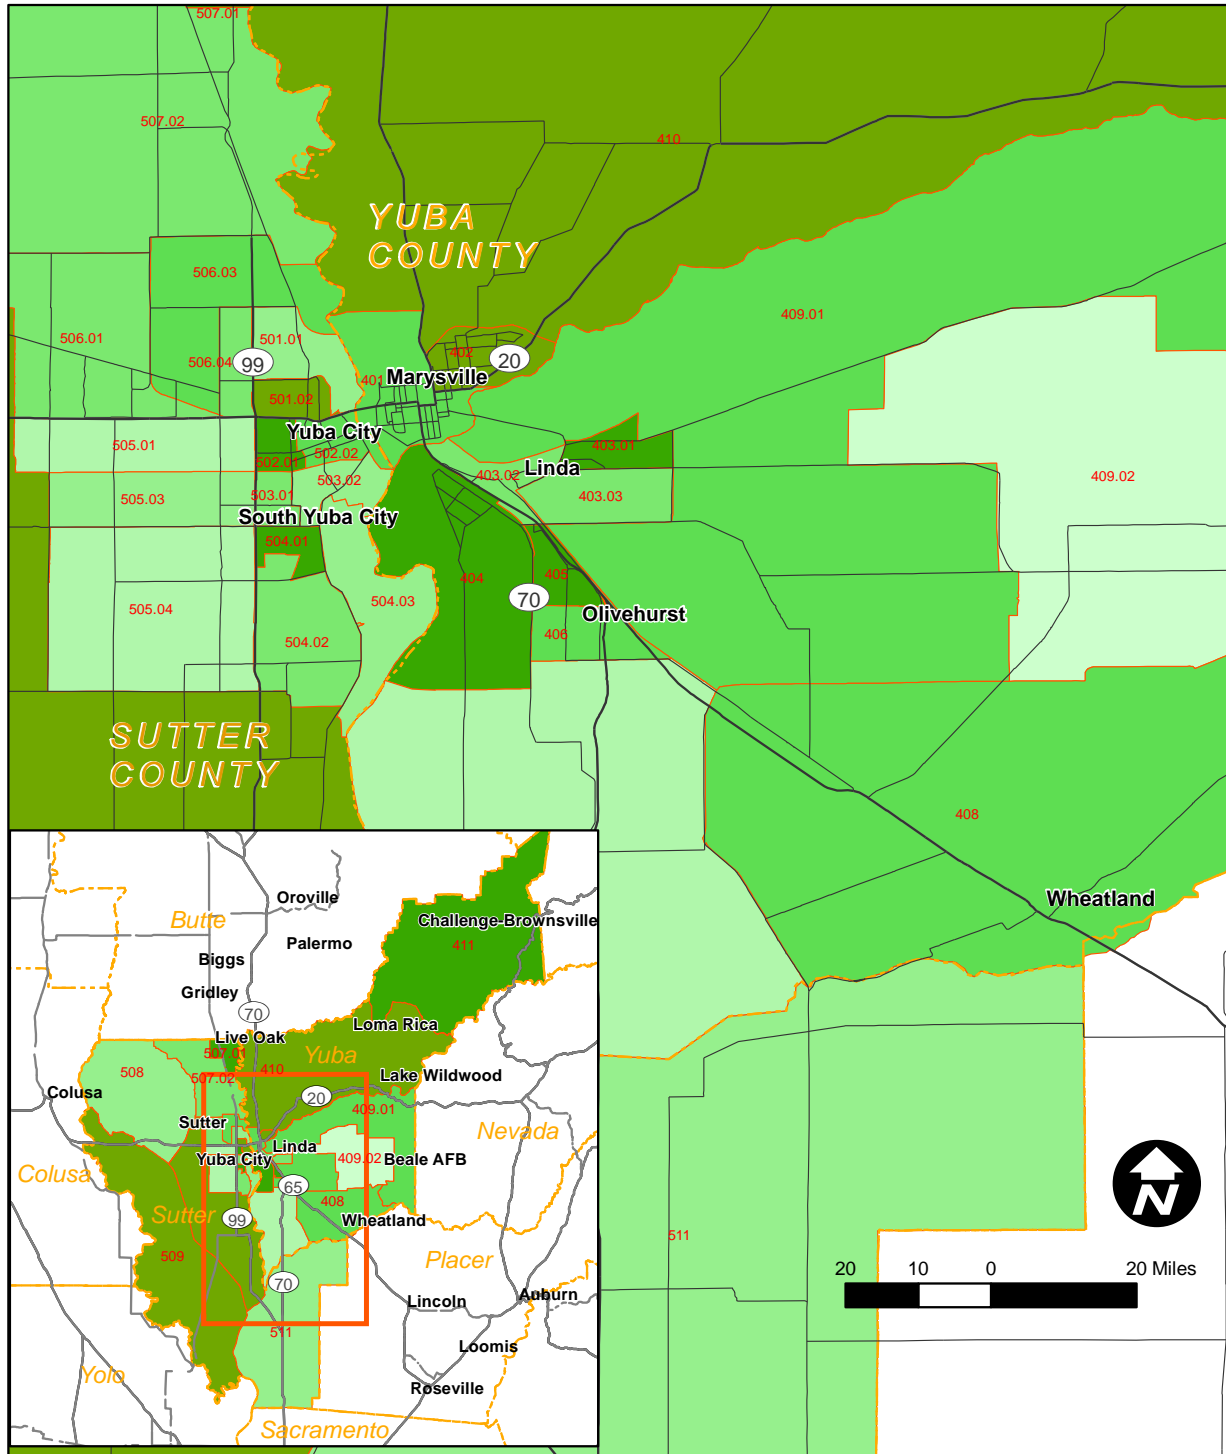 507.01
507.02
410
YUBA
COUNTY
506.03
409.01
506.01
501.01
506.04
99
402
20
401
Marysville
501.02
Yuba City
505.01
502.02
403.01
502.01
Linda
403.02
409.02
503.02
505.03
503.01
403.03
South Yuba City
504.01
404
405
70
504.03
505.04
Olivehurst
406
504.02
SUTTER
COUNTY
408
Wheatland
511
20 10 0 20 Miles
N
Oroville
Butte
Challenge-Brownsville
411
Palermo
Biggs
Gridley
70
Loma Rica
Live Oak
507.01
Yuba
410
508
507.02
Lake Wildwood
Colusa
20
409.01
Sutter
Nevada
Linda
Yuba City
409.02
Beale AFB
Colusa
65
408
Sutter
99
Wheatland
509
Placer
70
Auburn
Lincoln
511
Loomis
Yolo
Roseville
Sacramento